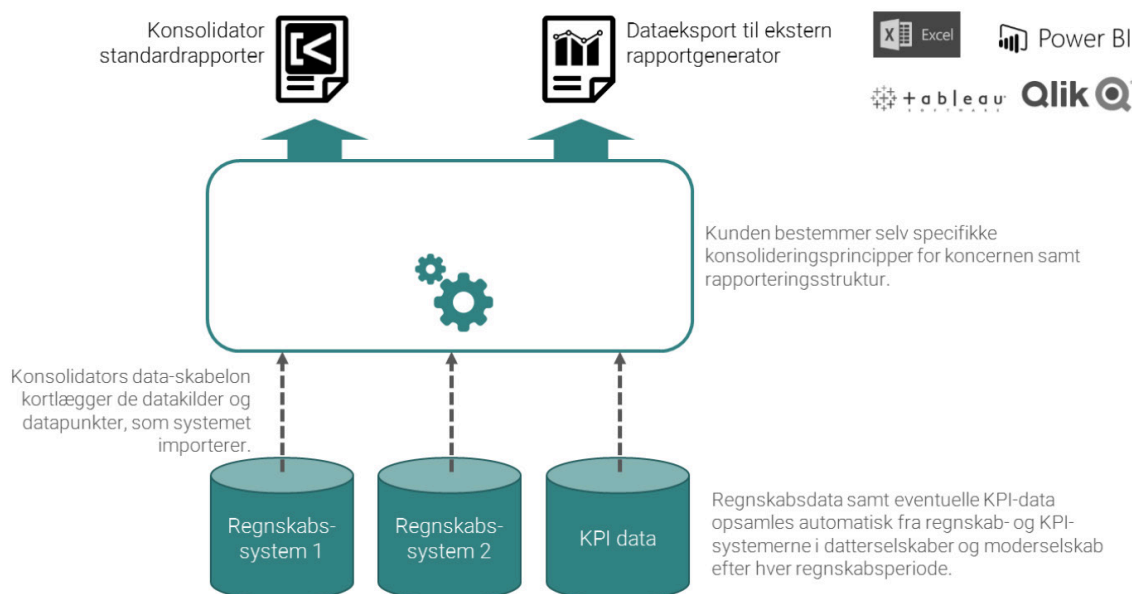 Konsolidator
standardrapporter
Dataeksport til ekstern
rapportgenerator
Excel
Power BI
+ableau
SOFTWARE
Qlik
Kunden bestemmer selv specifikke
konsolideringsprincipper for koncernen samt
rapporteringsstruktur.
Konsolidators data-skabelon
kortlægger de datakilder og
datapunkter, som systemet
importerer.
Regnskabs-
system 1
Regnskabs-
system 2
KPI data
Regnskabsdata samt eventuelle KPI-data
opsamles automatisk fra regnskab- og KPI-
systemerne i datterselskaber og moderselskab
efter hver regnskabsperiode.